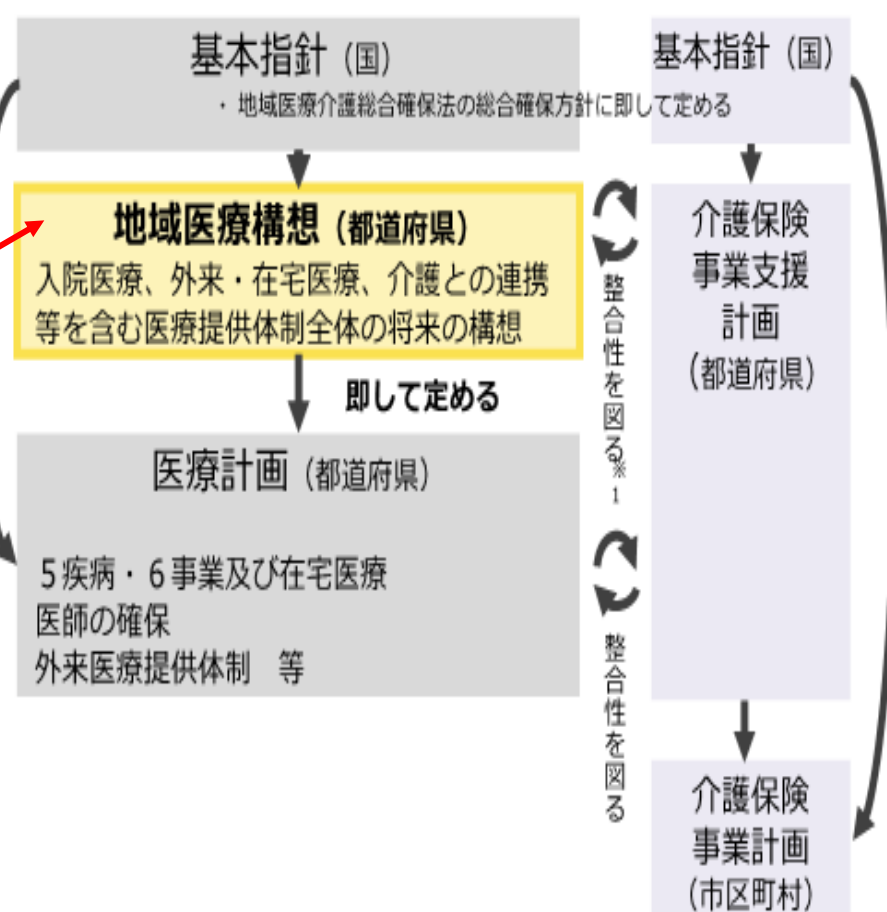 基本指針（国）
・ 地域医療介護総合確保法の総合確保方針に即して定める
地域医療構想（都道府県）
入院医療、外来・在宅医療、介護との連携
等を含む医療提供体制全体の将来の構想
即して定める
医療計画（都道府県）
５疾病・６事業及び在宅医療
医師の確保
外来医療提供体制　等
整合性を図る※1
整合性を図る
基本指針（国）
介護保険
事業支援
計画
（都道府県）
介護保険
事業計画
（市区町村）